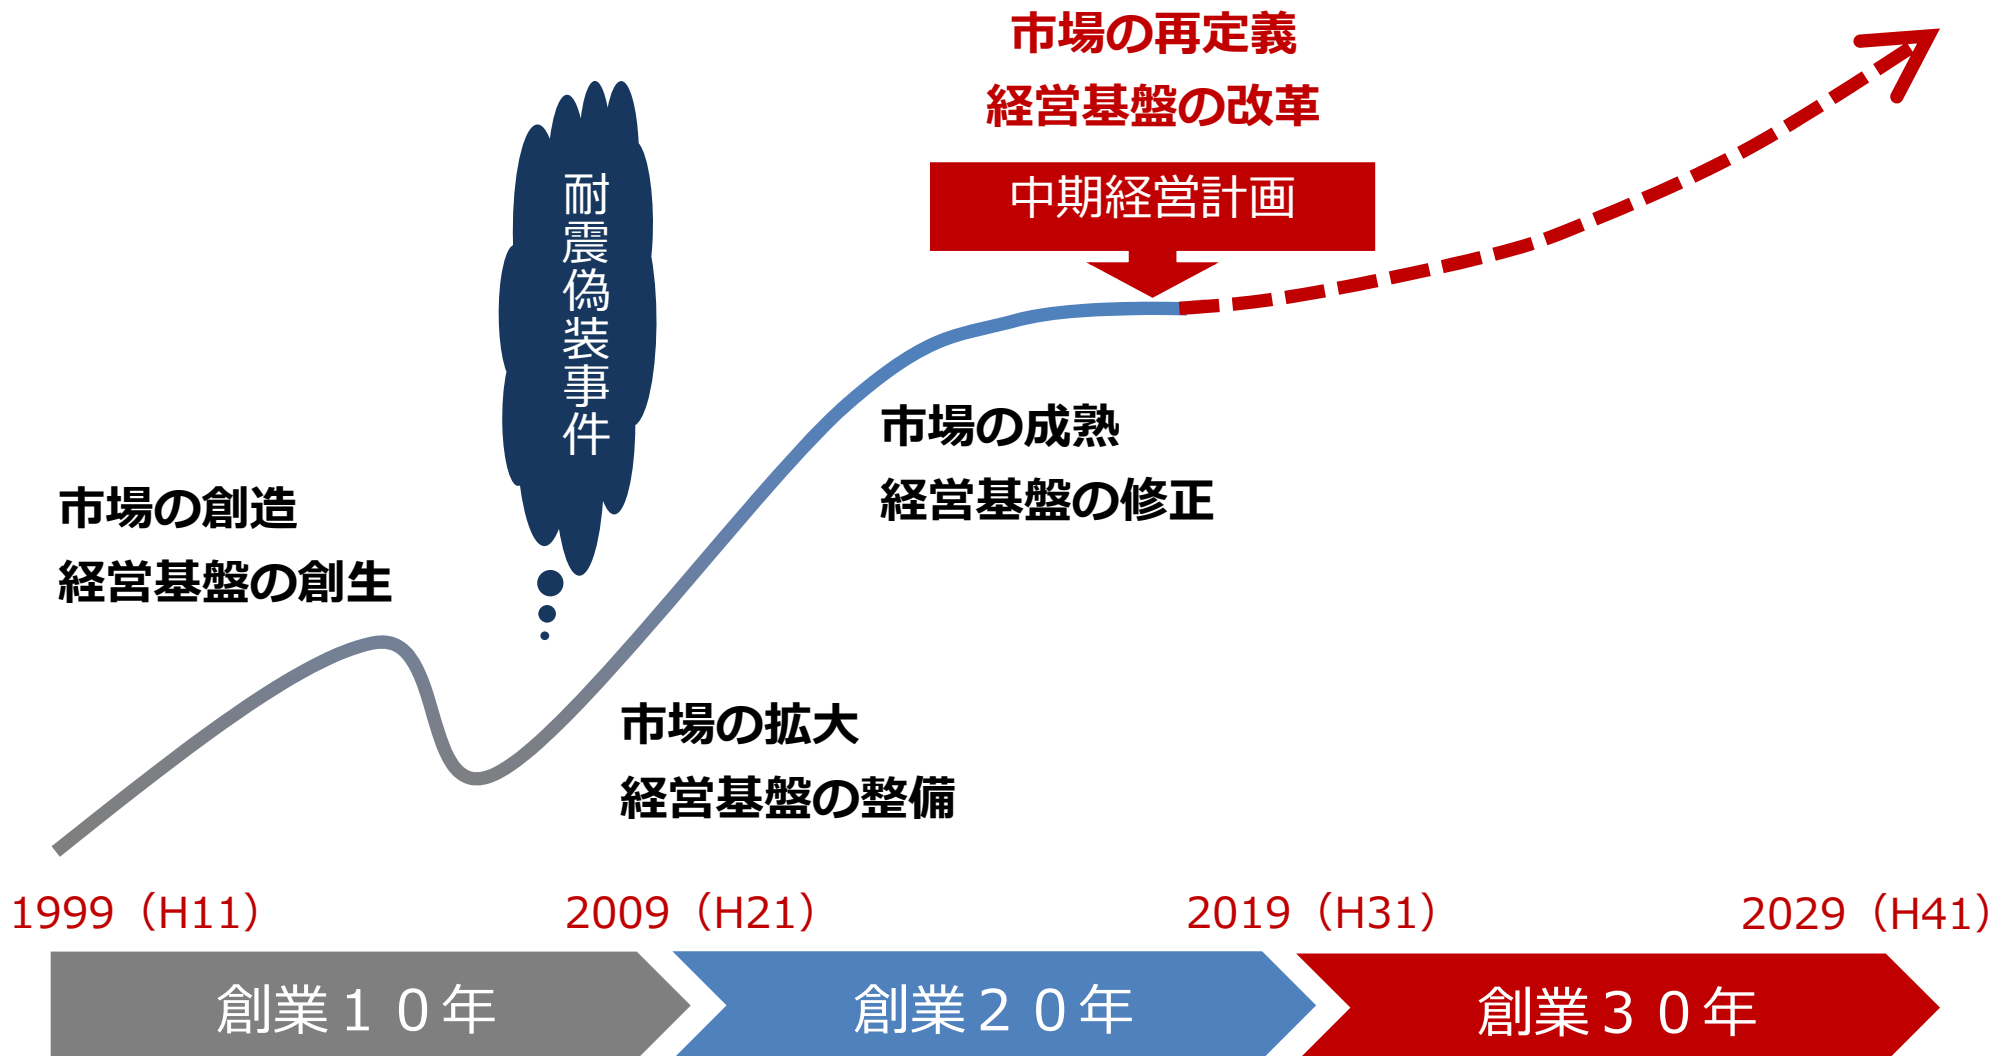 市場の再定義
経営基盤の改革
中期経営計画
耐震偽装事件
市場の成熟
経営基盤の修正
市場の創造
経営基盤の創生
市場の拡大
経営基盤の整備
1999（H11）
2009（H21）
2019（H31）
2029（H41）
創業１０年
創業２０年
創業３０年